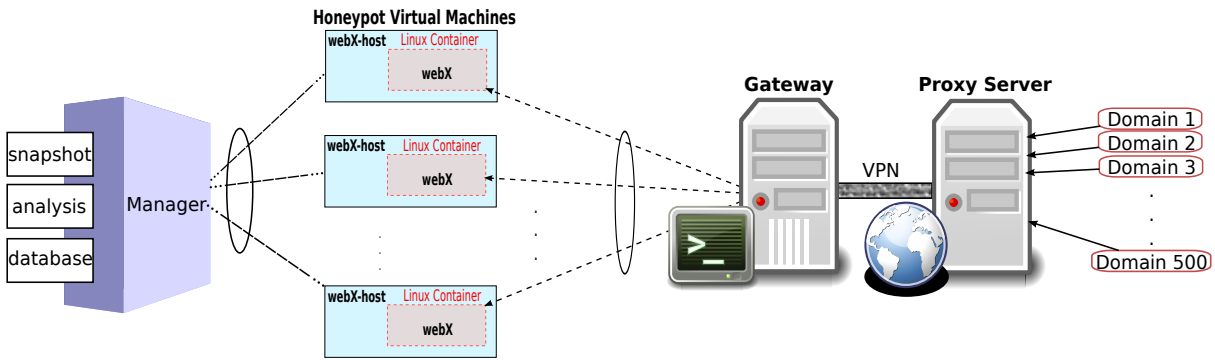 Honeypot Virtual Machines
snapshot
analysis
database
Manager
webX-host Linux Container
webX
webX-host Linux Container
webX
webX-host Linux Container
webX
Gateway
>_
VPN
Proxy Server
Domain 1
Domain 2
Domain 3
Domain 500